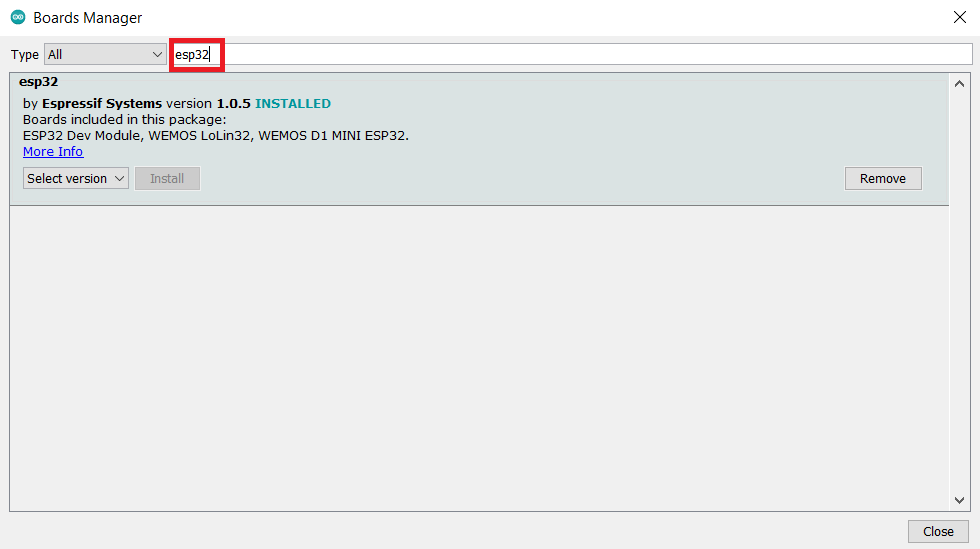 Boards Manager
Type All esp32
esp32
by Espressif Systems version 1.0.5 INSTALLED
Boards included in this package:
ESP32 Dev Module, WEMOS LoLin32, WEMOS D1 MINI ESP32.
More Info
Select version Install Remove
Close